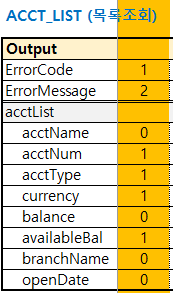 ACCT_LIST (목록조회)
Output
ErrorCode 1
ErrorMessage 2
acctList
acctName 0
acctNum 1
acctType 1
currency 1
balance 0
availableBal 1
branchName 0
openDate 0